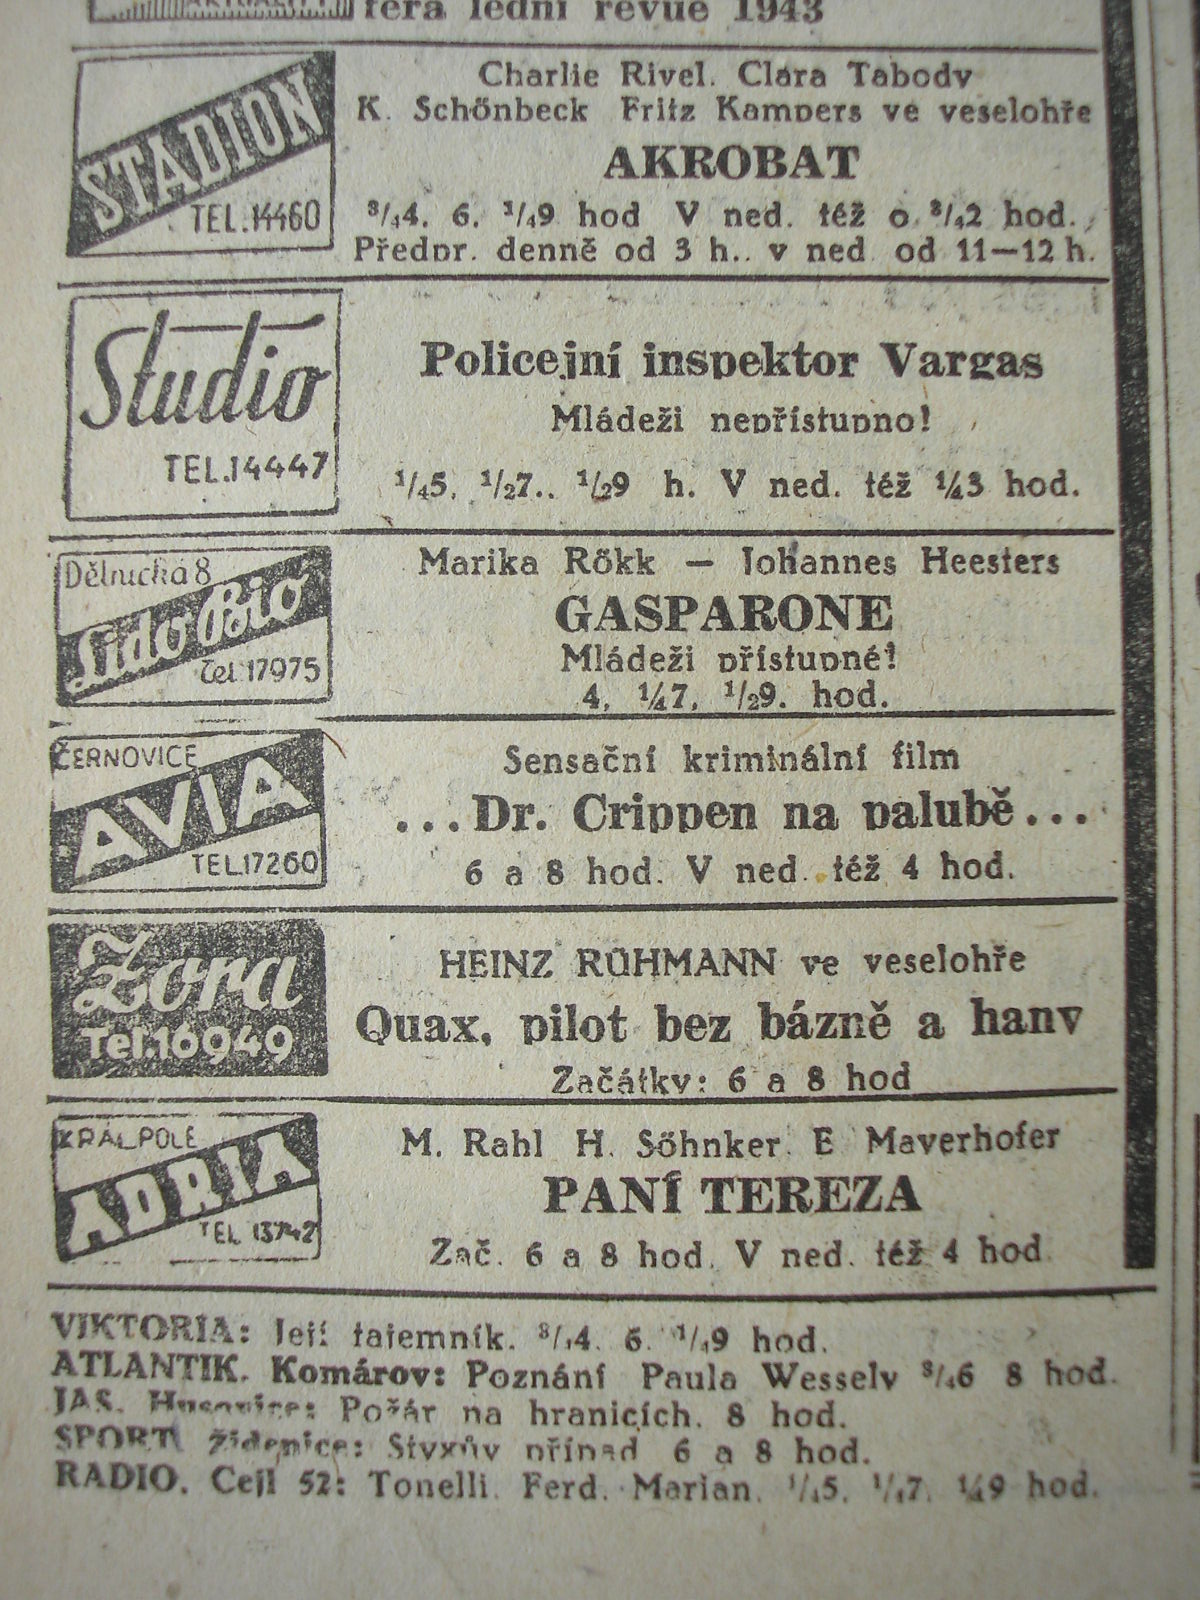 lední revue 1943
STADION
TEL.14460
Charlie Rivel. Clara Tabody
K. Schönbeck Fritz Kampers ve veselohře
AKROBAT
¾4. 6. ¼9 hod V ned. též o ¾2 hod.
Předpr. denně od 3 h.. v ned. od 11—12 h.
Studio
TEL.14447
Policejní inspektor Vargas
Mládeži nepřístupno!
¼5. ½7.. ½9 h. V ned. též ¼3 hod.
Dělnická 8
Lido Bio
tel 17975
Marika Rökk — Johannes Heesters
GASPARONE
Mládeži přístupné!
4, ¼7, ½9. hod.
ČERNOVICE
AVIA
TEL.17260
Sensační kriminální film
...Dr. Crippen na palubě...
6 a 8 hod. V ned. též 4 hod.
Zora
Tel.16949
HEINZ RÜHMANN ve veselohře
Quax, pilot bez bázně a hany
Začátky: 6 a 8 hod
KRÁL.POLE
ADRIA
TEL 13742
M. Rahl H. Söhnker. E Mayerhofer
PANÍ TEREZA
Zač. 6 a 8 hod. V ned. též 4 hod.
VIKTORIA: Její tajemník. ¾4. 6. ¼9 hod.
ATLANTIK. Komárov: Poznání Paula Wessely ¾6 8 hod.
JAS. Husovice: Požár na hranicích. 8 hod.
SPORT Židenice: Styxův případ 6 a 8 hod.
RADIO. Cejl 52: Tonelli. Ferd. Marian. ¼5. ¼7. ¼9 hod.